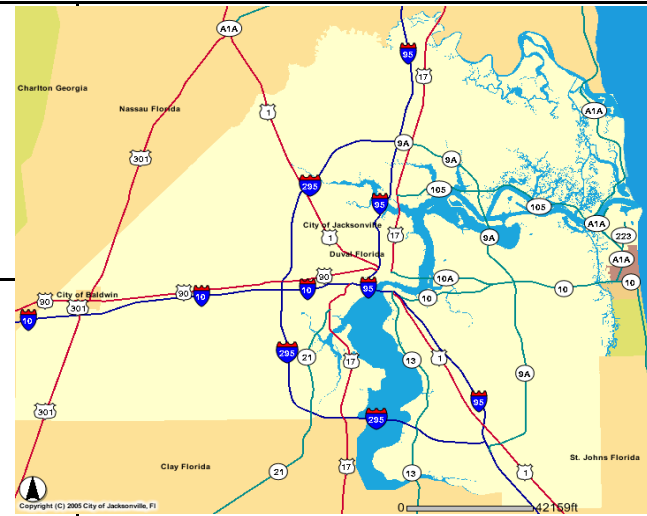 A1A
95
17
Charlton Georgia
Nassau Florida
1
A1A
301
9A
9A
295
105
95
105
City of Jacksonville
A1A
223
1
17
9A
Duval Florida
A1A
90
10A
10
90
10
95
10
10
City of Baldwin
90
10
301
10
295
21
17
13
1
9A
95
301
295
St. Johns Florida
Clay Florida
21
17
13
1
Copyright (C) 2005 City of Jacksonville, Fl
0 42159ft